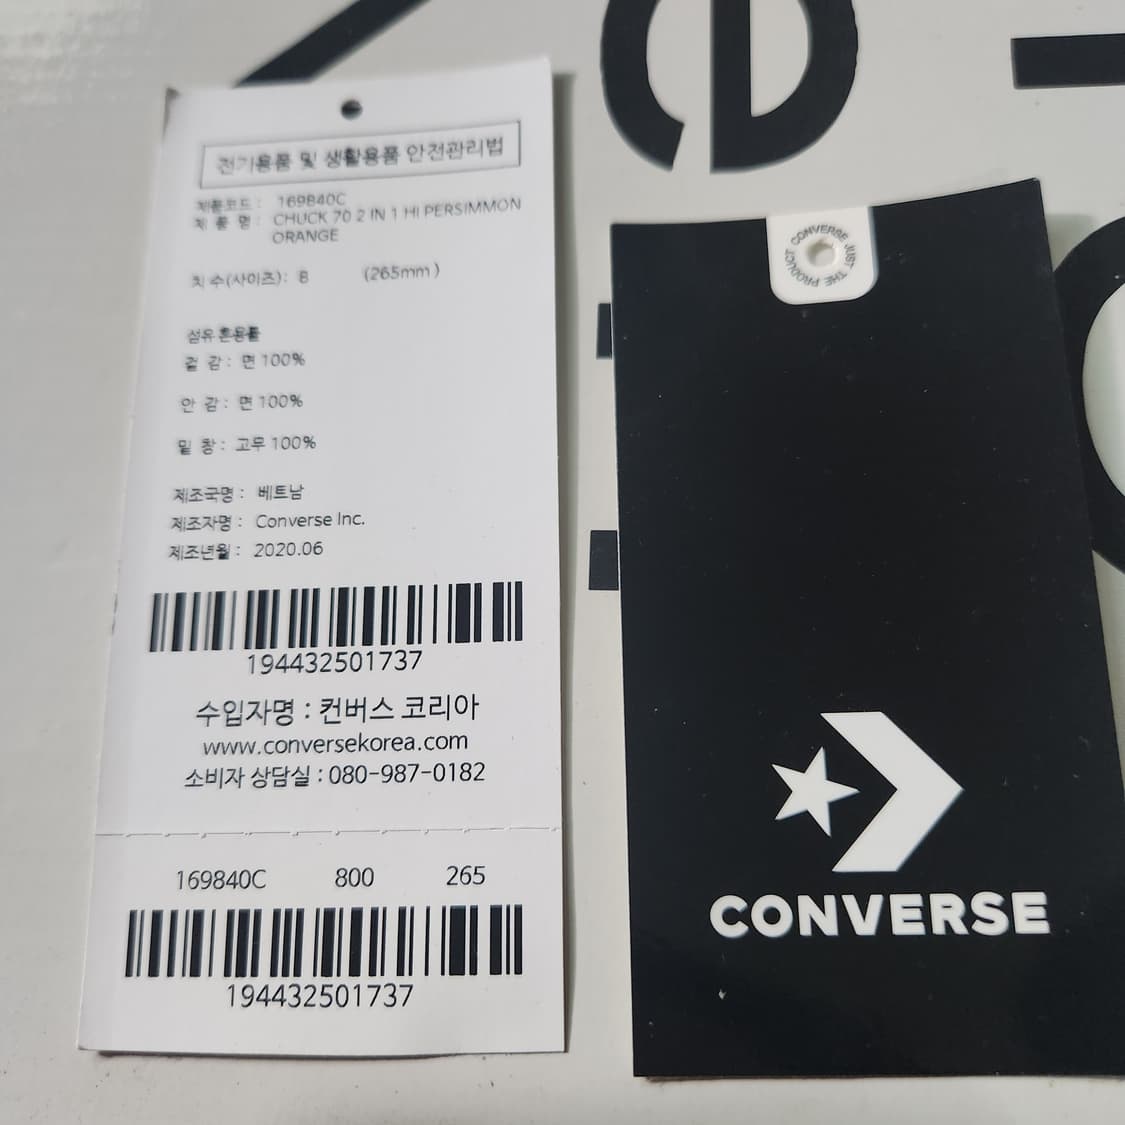 전기용품 및 생활용품 안전관리법
제품코드 : 169840C
제 품 명 : CHUCK 70 2 IN 1 HI PERSIMMON
ORANGE
치 수(사이즈) : 8 (265mm)
섬유 혼용률
겉 감 : 면 100%
안 감 : 면 100%
밑 창 : 고무 100%
제조국명 : 베트남
제조자명 : Converse Inc.
제조년월 : 2020.06
194432501737
수입자명 : 컨버스 코리아
www.conversekorea.com
소비자 상담실 : 080-987-0182
169840C 800 265
194432501737
CONVERSE JUST THE PRODUCT
CONVERSE